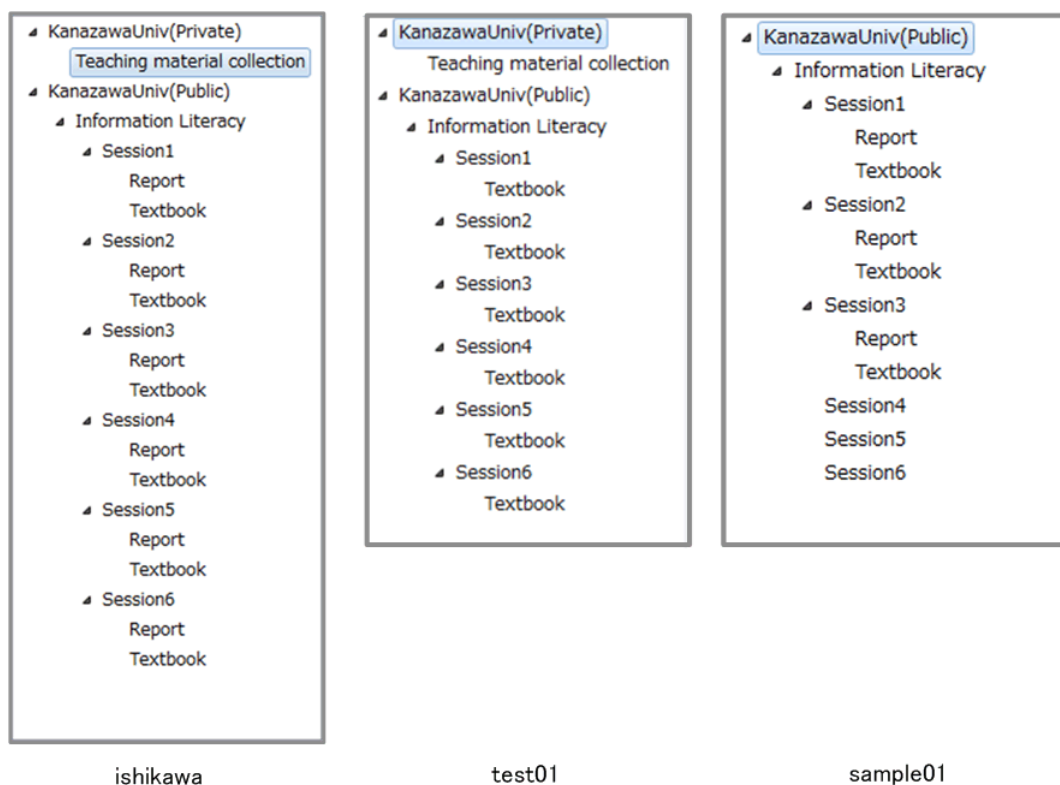 KanazawaUniv(Private)
Teaching material collection
KanazawaUniv(Public)
Information Literacy
Session1
Report
Textbook
Session2
Report
Textbook
Session3
Report
Textbook
Session4
Report
Textbook
Session5
Report
Textbook
Session6
Report
Textbook
ishikawa
KanazawaUniv(Private)
Teaching material collection
KanazawaUniv(Public)
Information Literacy
Session1
Textbook
Session2
Textbook
Session3
Textbook
Session4
Textbook
Session5
Textbook
Session6
Textbook
test01
KanazawaUniv(Public)
Information Literacy
Session1
Report
Textbook
Session2
Report
Textbook
Session3
Report
Textbook
Session4
Session5
Session6
sample01